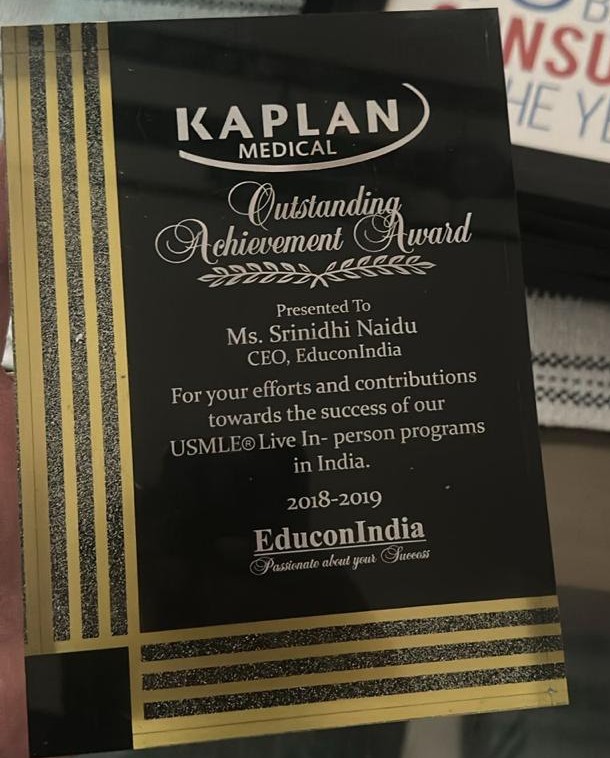 KAPLAN
MEDICAL
Outstanding
Achievement Award
Presented To
Ms. Srinidhi Naidu
CEO, EduconIndia
For your efforts and contributions
towards the success of our
USMLE® Live In- person programs
in India.
2018-2019
EduconIndia
Passionate about your Success